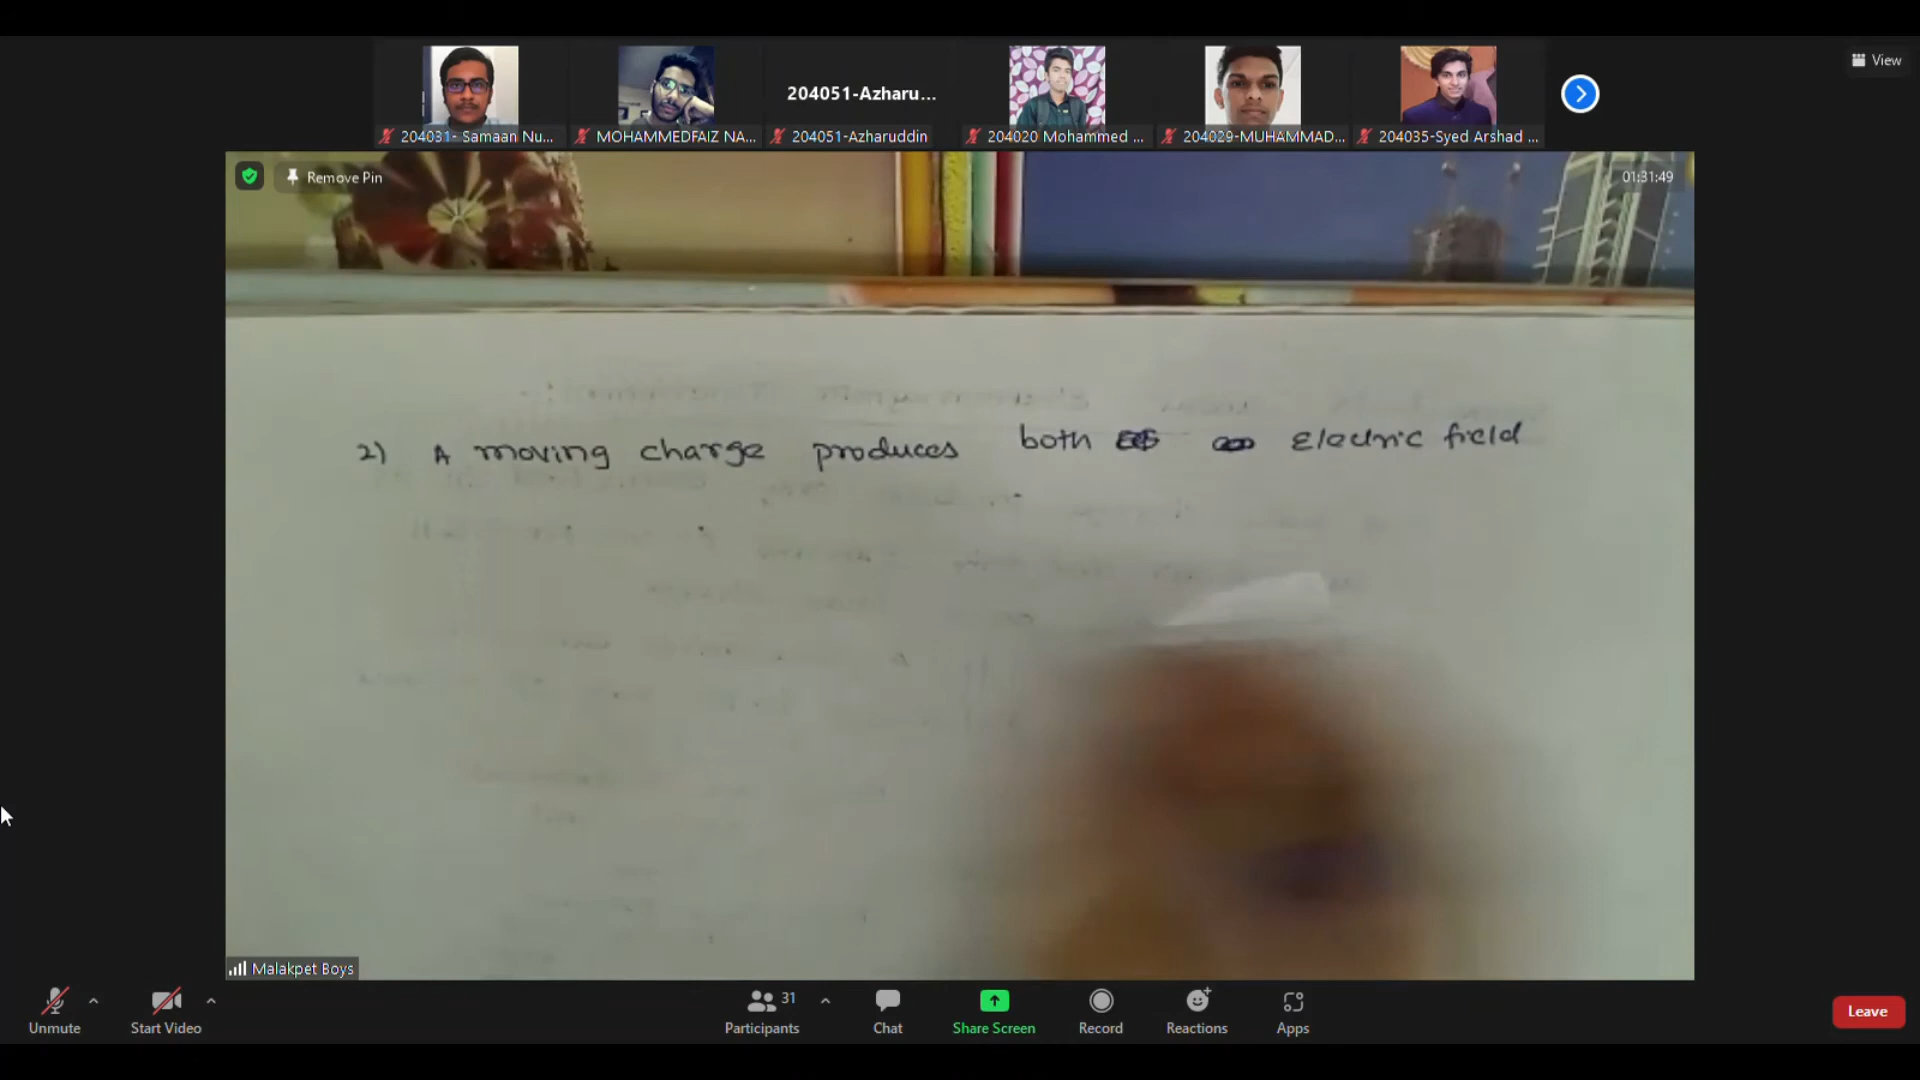 View
204051-Azharu...
204031- Samaan Nu...
MOHAMMEDFAIZ NA...
204051-Azharuddin
204020 Mohammed ...
204029-MUHAMMAD...
204035-Syed Arshad ...
Remove Pin
01:31:49
2) A moving charge produces both Electric field
Malakpet Boys
Unmute
Start Video
31
Participants
Chat
Share Screen
Record
Reactions
Apps
Leave